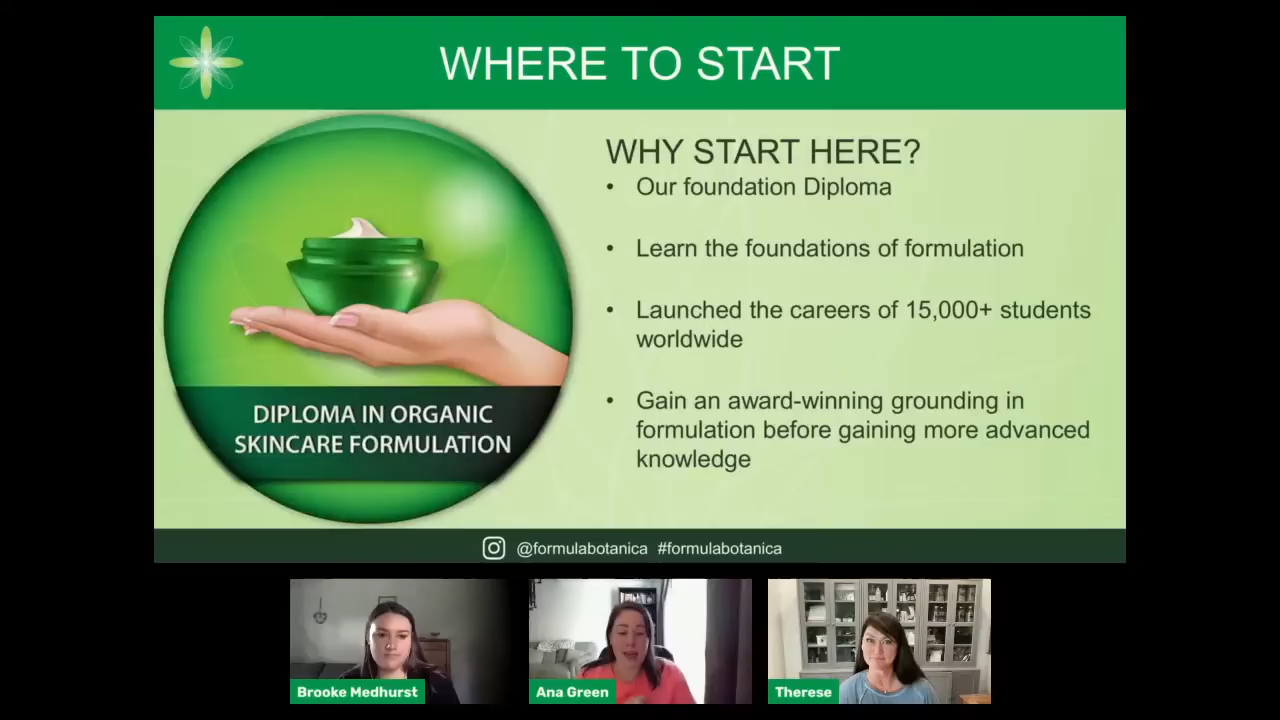 WHERE TO START
WHY START HERE?
• Our foundation Diploma
• Learn the foundations of formulation
• Launched the careers of 15,000+ students
worldwide
• Gain an award-winning grounding in
formulation before gaining more advanced
knowledge
DIPLOMA IN ORGANIC
SKINCARE FORMULATION
@formulabotanica #formulabotanica
Brooke Medhurst
Ana Green
Therese